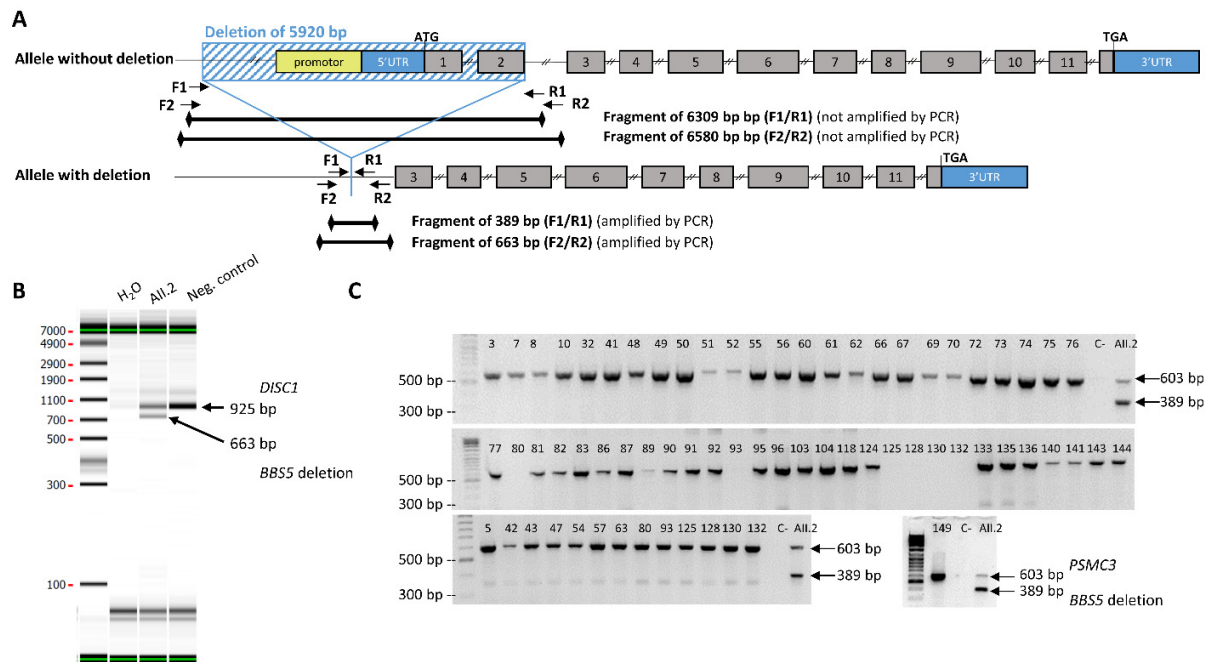 A
Deletion of 5920 bp
ATG
TGA
Allele without deletion
promotor 5'UTR 1 2 3 4 5 6 7 8 9 10 11 3'UTR
F1
R1
F2
R2
Fragment of 6309 bp bp (F1/R1) (not amplified by PCR)
Fragment of 6580 bp bp (F2/R2) (not amplified by PCR)
F1 R1
TGA
Allele with deletion
3 4 5 6 7 8 9 10 11 3'UTR
F2 R2
Fragment of 389 bp (F1/R1) (amplified by PCR)
Fragment of 663 bp (F2/R2) (amplified by PCR)
B
H2O AII.2 Neg. control
7000
4900
2900
1900
1100
700
500
300
100
DISC1
925 bp
663 bp
BBS5 deletion
C
3 7 8 10 32 41 48 49 50 51 52 55 56 60 61 62 66 67 69 70 72 73 74 75 76 C- AII.2
500 bp
300 bp
603 bp
389 bp
77 80 81 82 83 86 87 89 90 91 92 93 95 96 103 104 118 124 125 128 130 132 133 135 136 140 141 143 144
500 bp
300 bp
5 42 43 47 54 57 63 80 93 125 128 130 132 C- AII.2
500 bp
300 bp
603 bp
389 bp
149 C- AII.2
PSMC3
603 bp
389 bp
BBS5 deletion